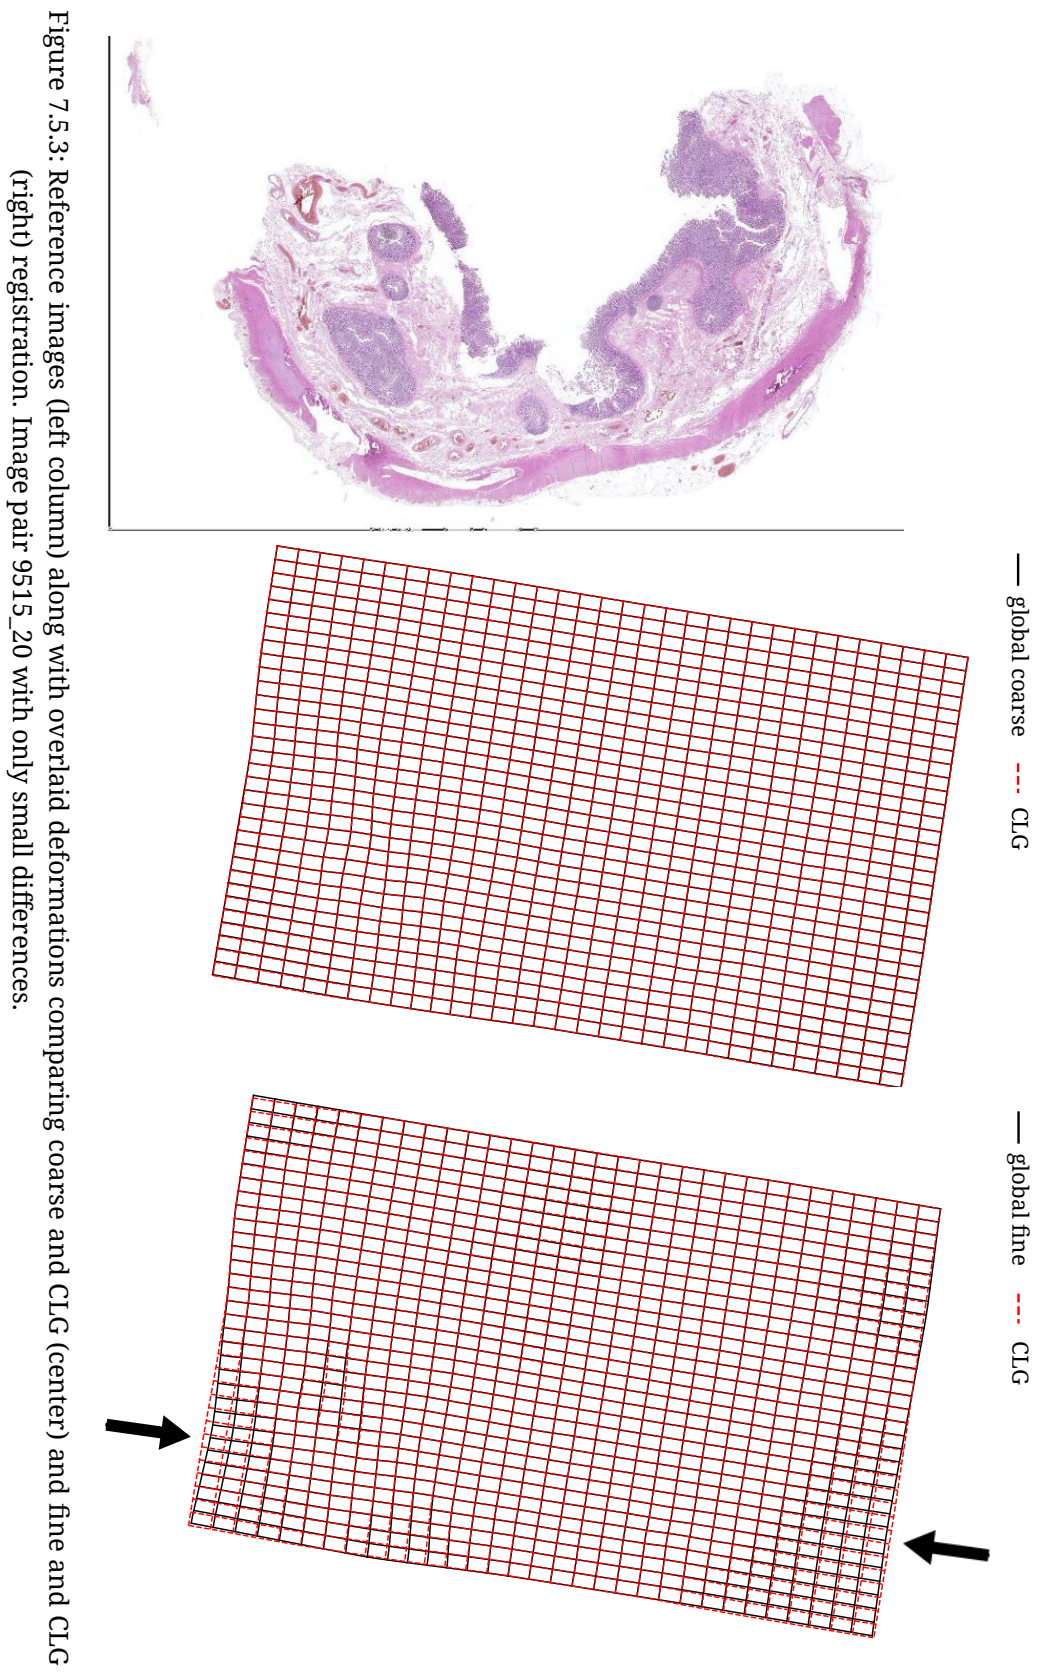 global coarse CLG
global fine CLG
Figure 7.5.3: Reference images (left column) along with overlaid deformations comparing coarse and CLG (center) and fine and CLG
(right) registration. Image pair 9515_20 with only small differences.